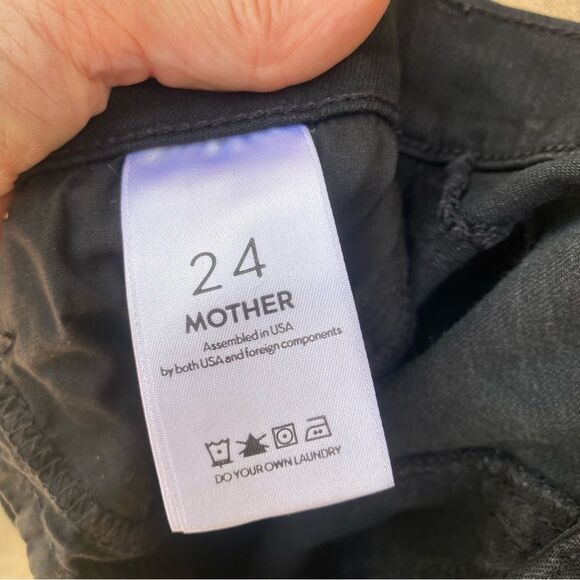 24
MOTHER
Assembled in USA
by both USA and foreign components
DO YOUR OWN LAUNDRY